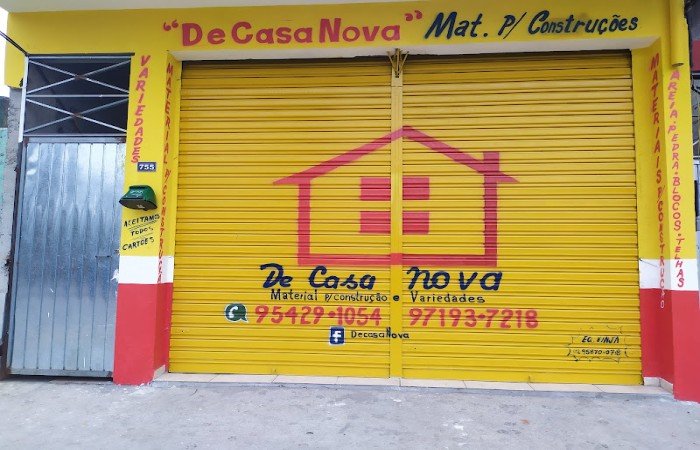 "De Casa Nova" Mat. P/ Construções
VARIEDADES
MATERIAL P/ CONSTRUÇÃO
755
ACEITAMOS
TODOS
CARTÕES
De Casa Nova
Material p/ construção e Variedades
95429-1054 97193-7218
f DecasaNova
MATERIAIS P/ CONSTRUÇÃO
AREIA · PEDRA · BLOCOS · TELHAS